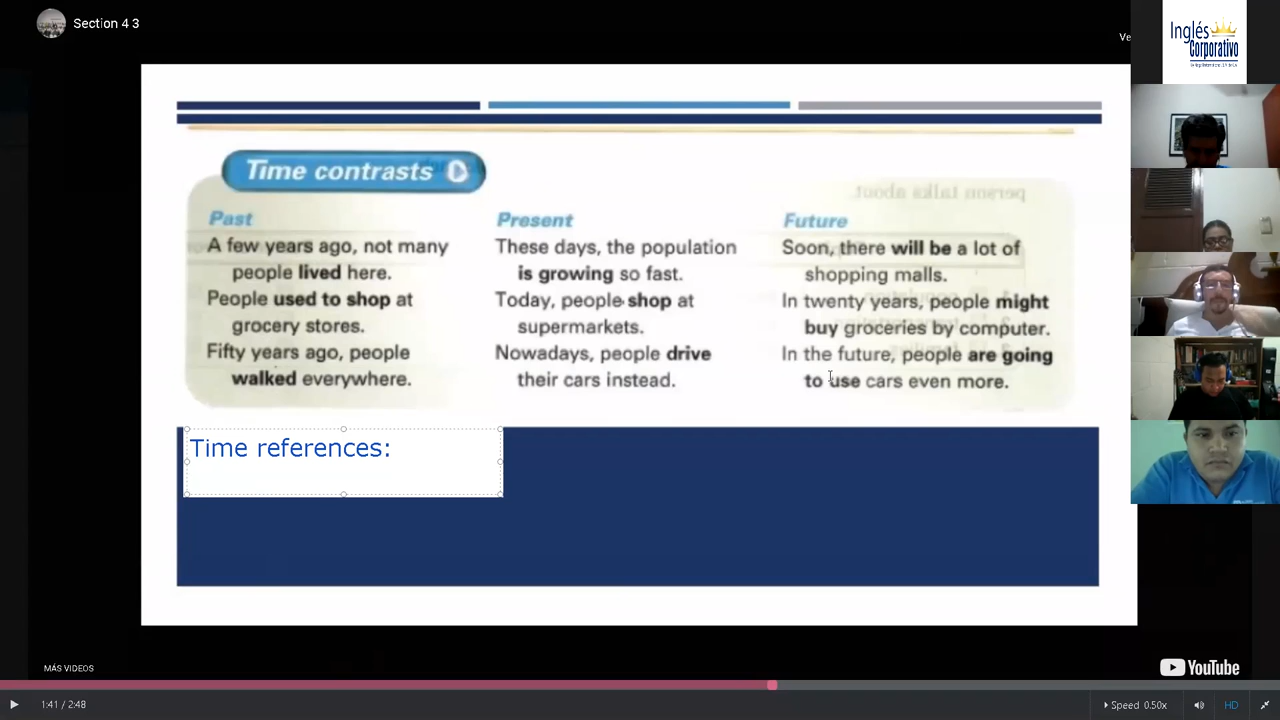 Section 4 3
Ve
Inglés
Corporativo
Time contrasts
person talks about.
Past
A few years ago, not many
people lived here.
People used to shop at
grocery stores.
Fifty years ago, people
walked everywhere.
Present
These days, the population
is growing so fast.
Today, people shop at
supermarkets.
Nowadays, people drive
their cars instead.
Future
Soon, there will be a lot of
shopping malls.
In twenty years, people might
buy groceries by computer.
In the future, people are going
to use cars even more.
Time references:
MÁS VIDEOS
YouTube
1:41 / 2:48
Speed 0.50x
HD